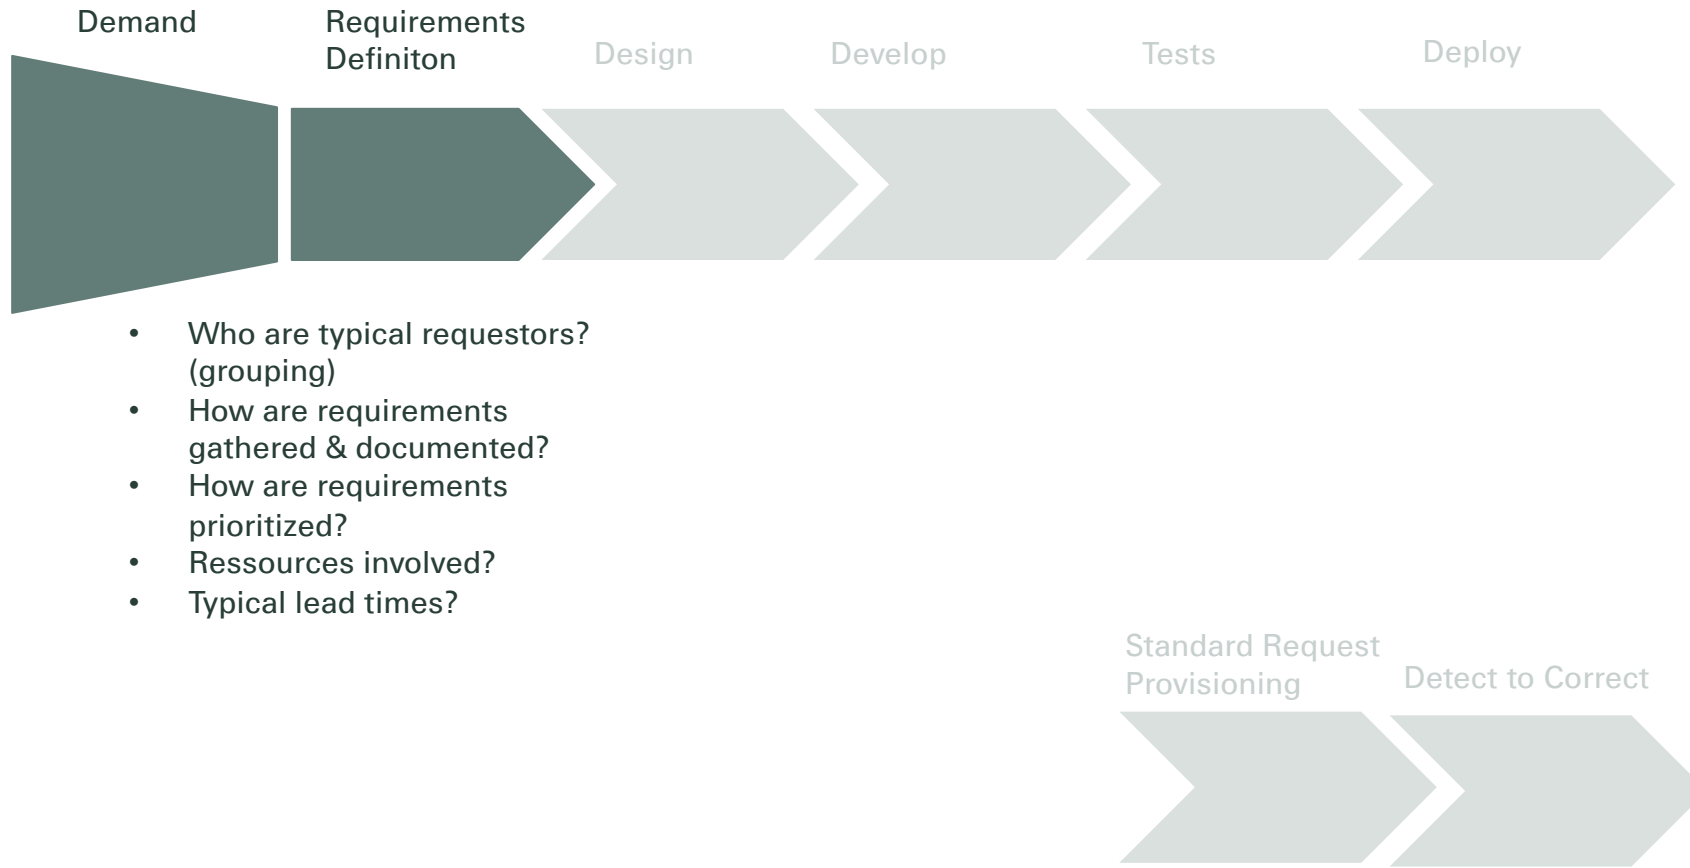 Demand
Requirements
Definiton
Design
Develop
Tests
Deploy
• Who are typical requestors?
(grouping)
• How are requirements
gathered & documented?
• How are requirements
prioritized?
• Ressources involved?
• Typical lead times?
Standard Request
Provisioning
Detect to Correct